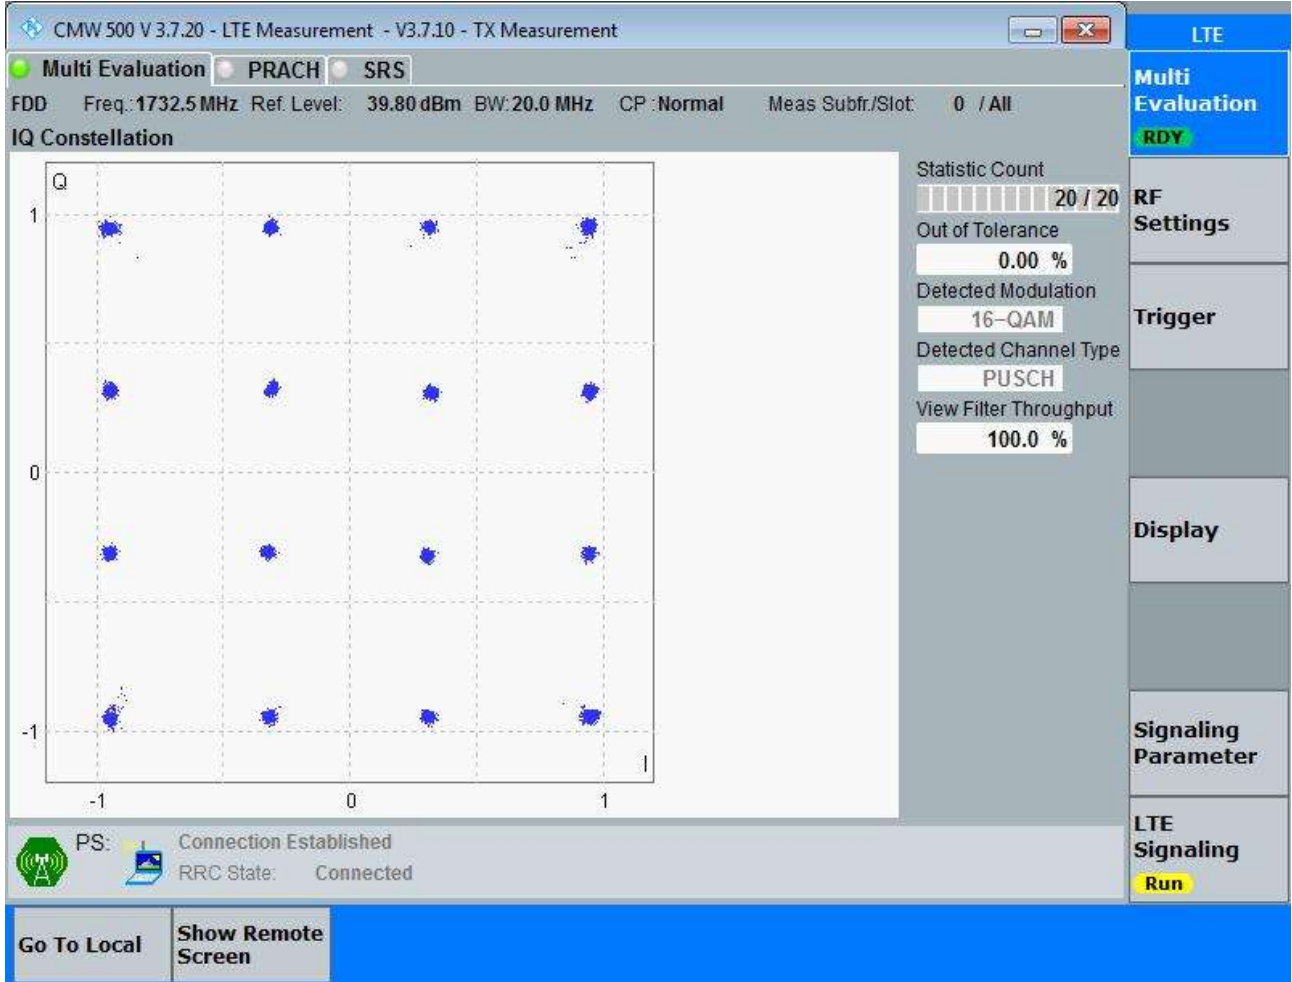 CMW 500 V 3.7.20 - LTE Measurement - V3.7.10 - TX Measurement
LTE
Multi Evaluation PRACH SRS
FDD Freq.: 1732.5 MHz Ref. Level: 39.80 dBm BW: 20.0 MHz CP : Normal Meas Subfr./Slot: 0 / All
IQ Constellation
Q
1
0
-1
I
-1 0 1
Statistic Count
20 / 20
Out of Tolerance
0.00 %
Detected Modulation
16-QAM
Detected Channel Type
PUSCH
View Filter Throughput
100.0 %
Multi
Evaluation
RDY
RF
Settings
Trigger
Display
Signaling
Parameter
LTE
Signaling
Run
PS: Connection Established
RRC State: Connected
Go To Local
Show Remote
Screen